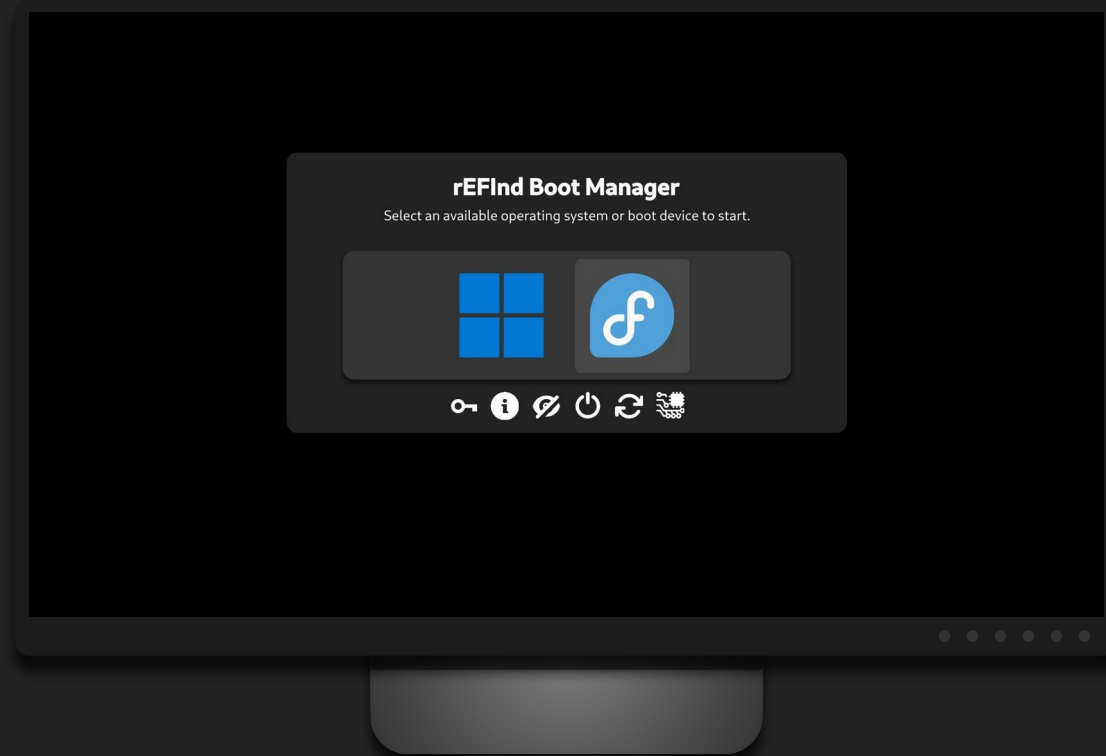 rEFInd Boot Manager
Select an available operating system or boot device to start.